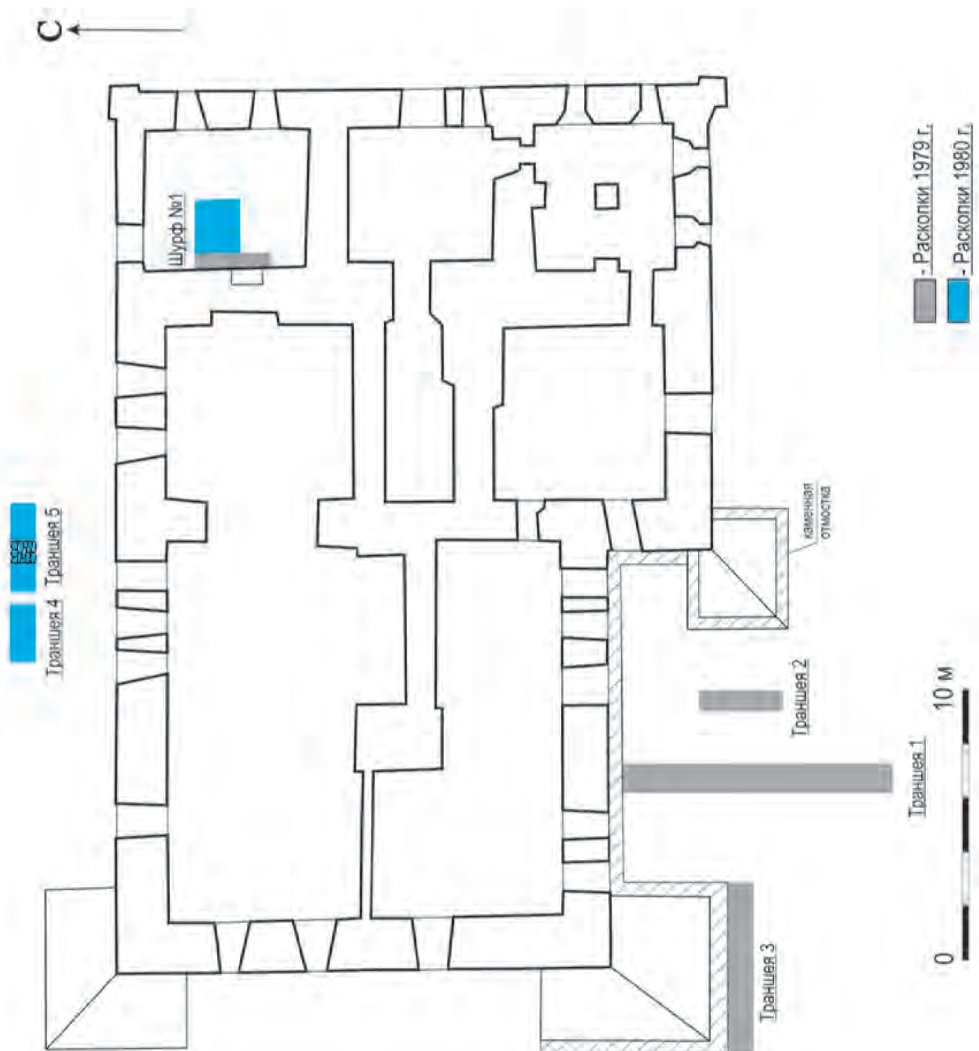 С
Шурф №1
Траншея 4
Траншея 5
- Раскопки 1979 г.
- Раскопки 1980 г.
каменная
отмостка
Траншея 2
Траншея 1
Траншея 3
0
10 м